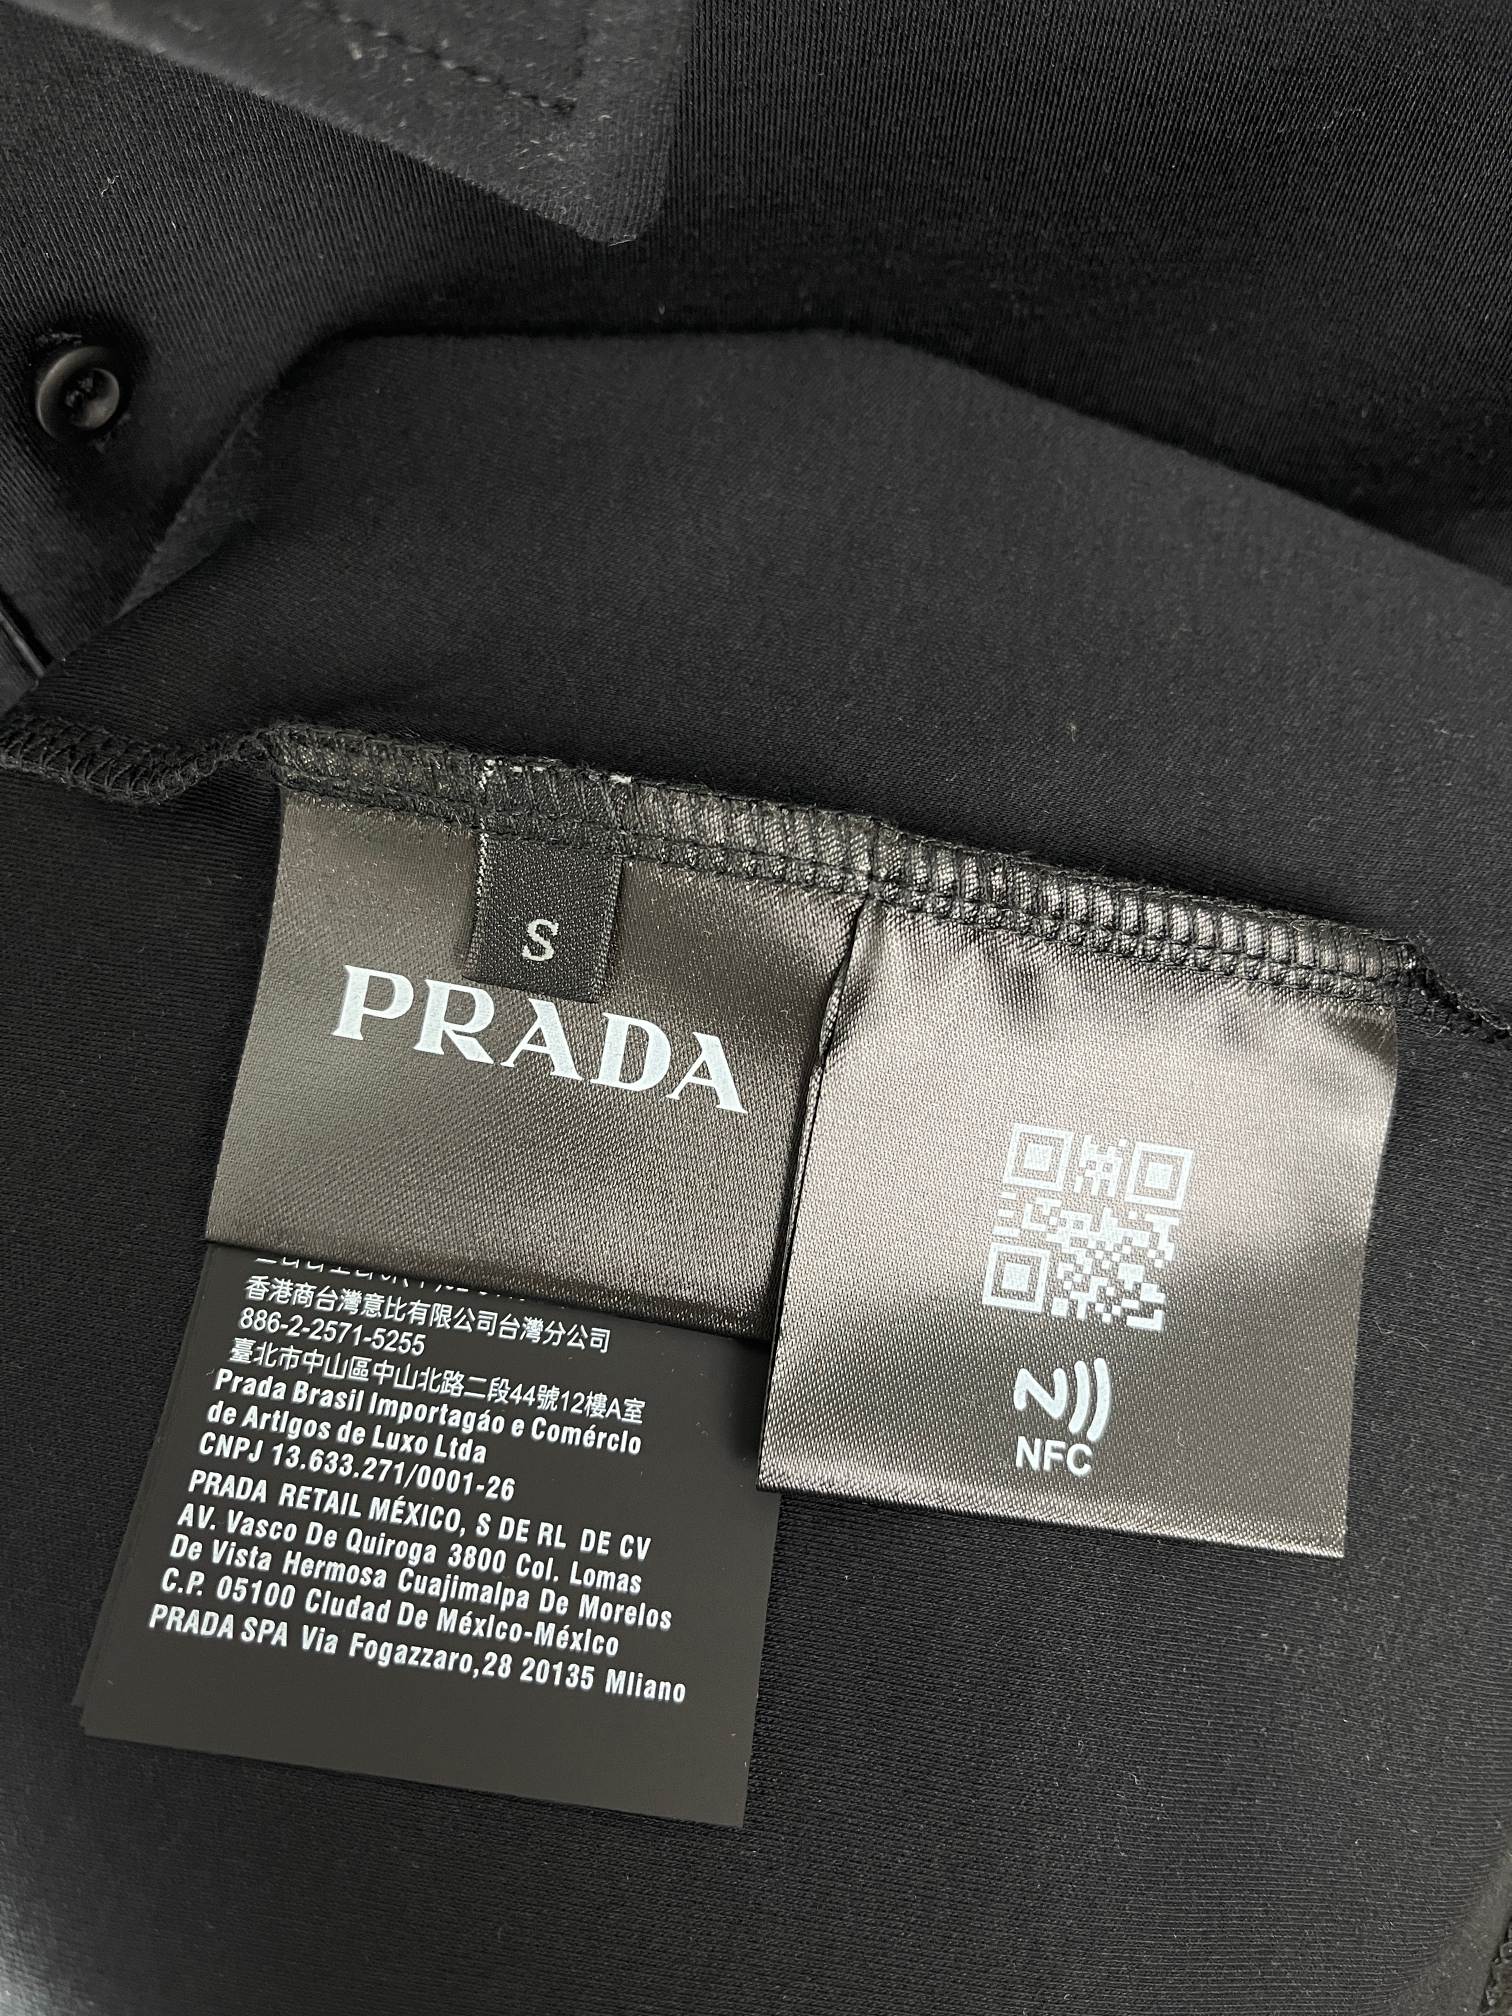 S
PRADA
NFC
香港商台灣意比有限公司台灣分公司
886-2-2571-5255
臺北市中山區中山北路二段44號12樓A室
Prada Brasil Importagáo e Comérclo
de Artlgos de Luxo Ltda
CNPJ 13.633.271/0001-26
PRADA RETAIL MÉXICO, S DE RL DE CV
AV. Vasco De Quiroga 3800 Col. Lomas
De Vista Hermosa Cuajimalpa De Morelos
C.P. 05100 Cludad De Méxlco-Méxlco
PRADA SPA Via Fogazzaro,28 20135 Mliano